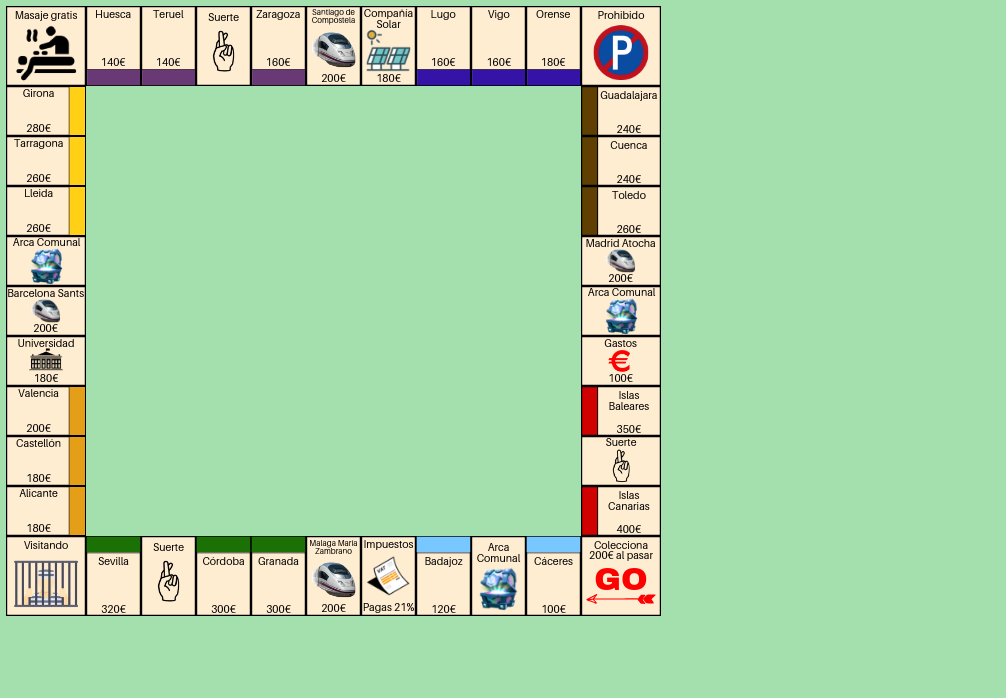 Masaje gratis
Huesca
140€
Teruel
140€
Suerte
Zaragoza
160€
Santiago de
Compostela
200€
Compañia
Solar
180€
Lugo
160€
Vigo
160€
Orense
180€
Prohibido
P
Girona
280€
Tarragona
260€
Lleida
260€
Arca Comunal
Barcelona Sants
200€
Universidad
180€
Valencia
200€
Castellón
180€
Alicante
180€
Guadalajara
240€
Cuenca
240€
Toledo
260€
Madrid Atocha
200€
Arca Comunal
Gastos
€
100€
Islas
Baleares
350€
Suerte
Islas
Canarias
400€
Visitando
Sevilla
320€
Suerte
Córdoba
300€
Granada
300€
Malaga Maria
Zambrano
200€
Impuestos
VAT
Pagas 21%
Badajoz
120€
Arca
Comunal
Cáceres
100€
Colecciona
200€ al pasar
GO